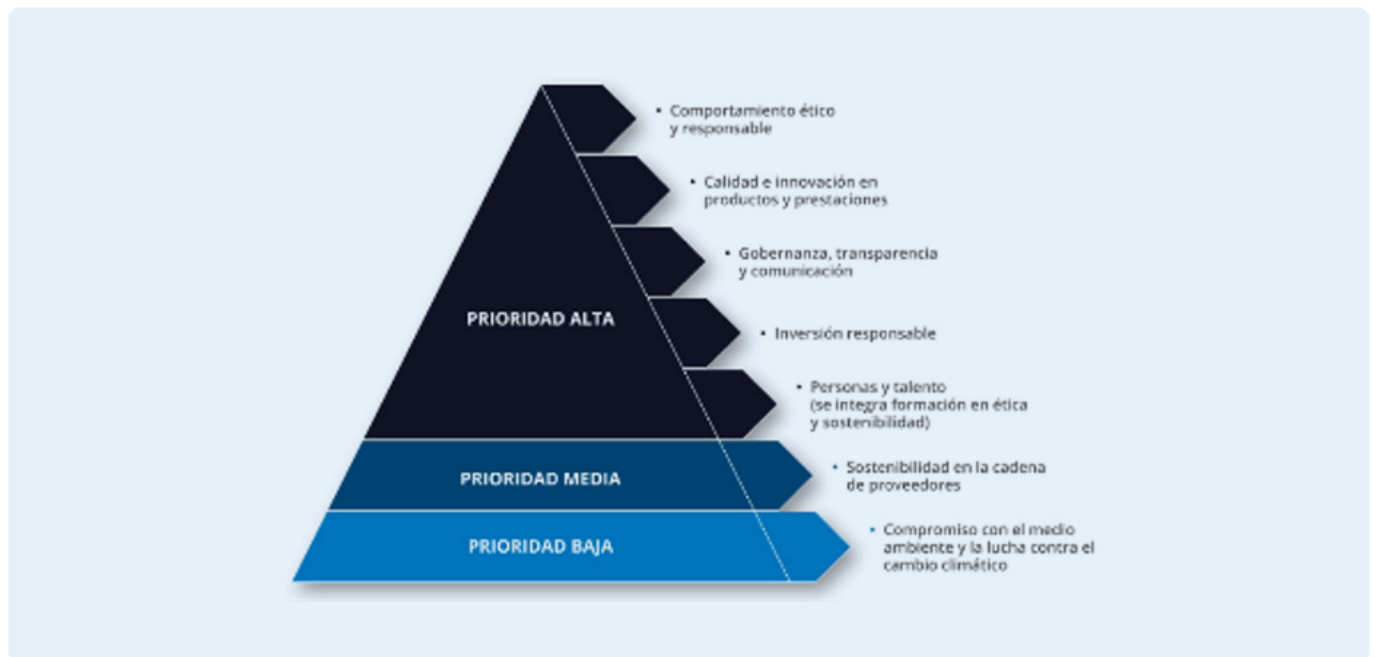 • Comportamiento ético
y responsable
• Calidad e innovación en
productos y prestaciones
• Gobernanza, transparencia
y comunicación
PRIORIDAD ALTA
• Inversión responsable
• Personas y talento
(se integra formación en ética
y sostenibilidad)
PRIORIDAD MEDIA
• Sostenibilidad en la cadena
de proveedores
PRIORIDAD BAJA
• Compromiso con el medio
ambiente y la lucha contra el
cambio climático